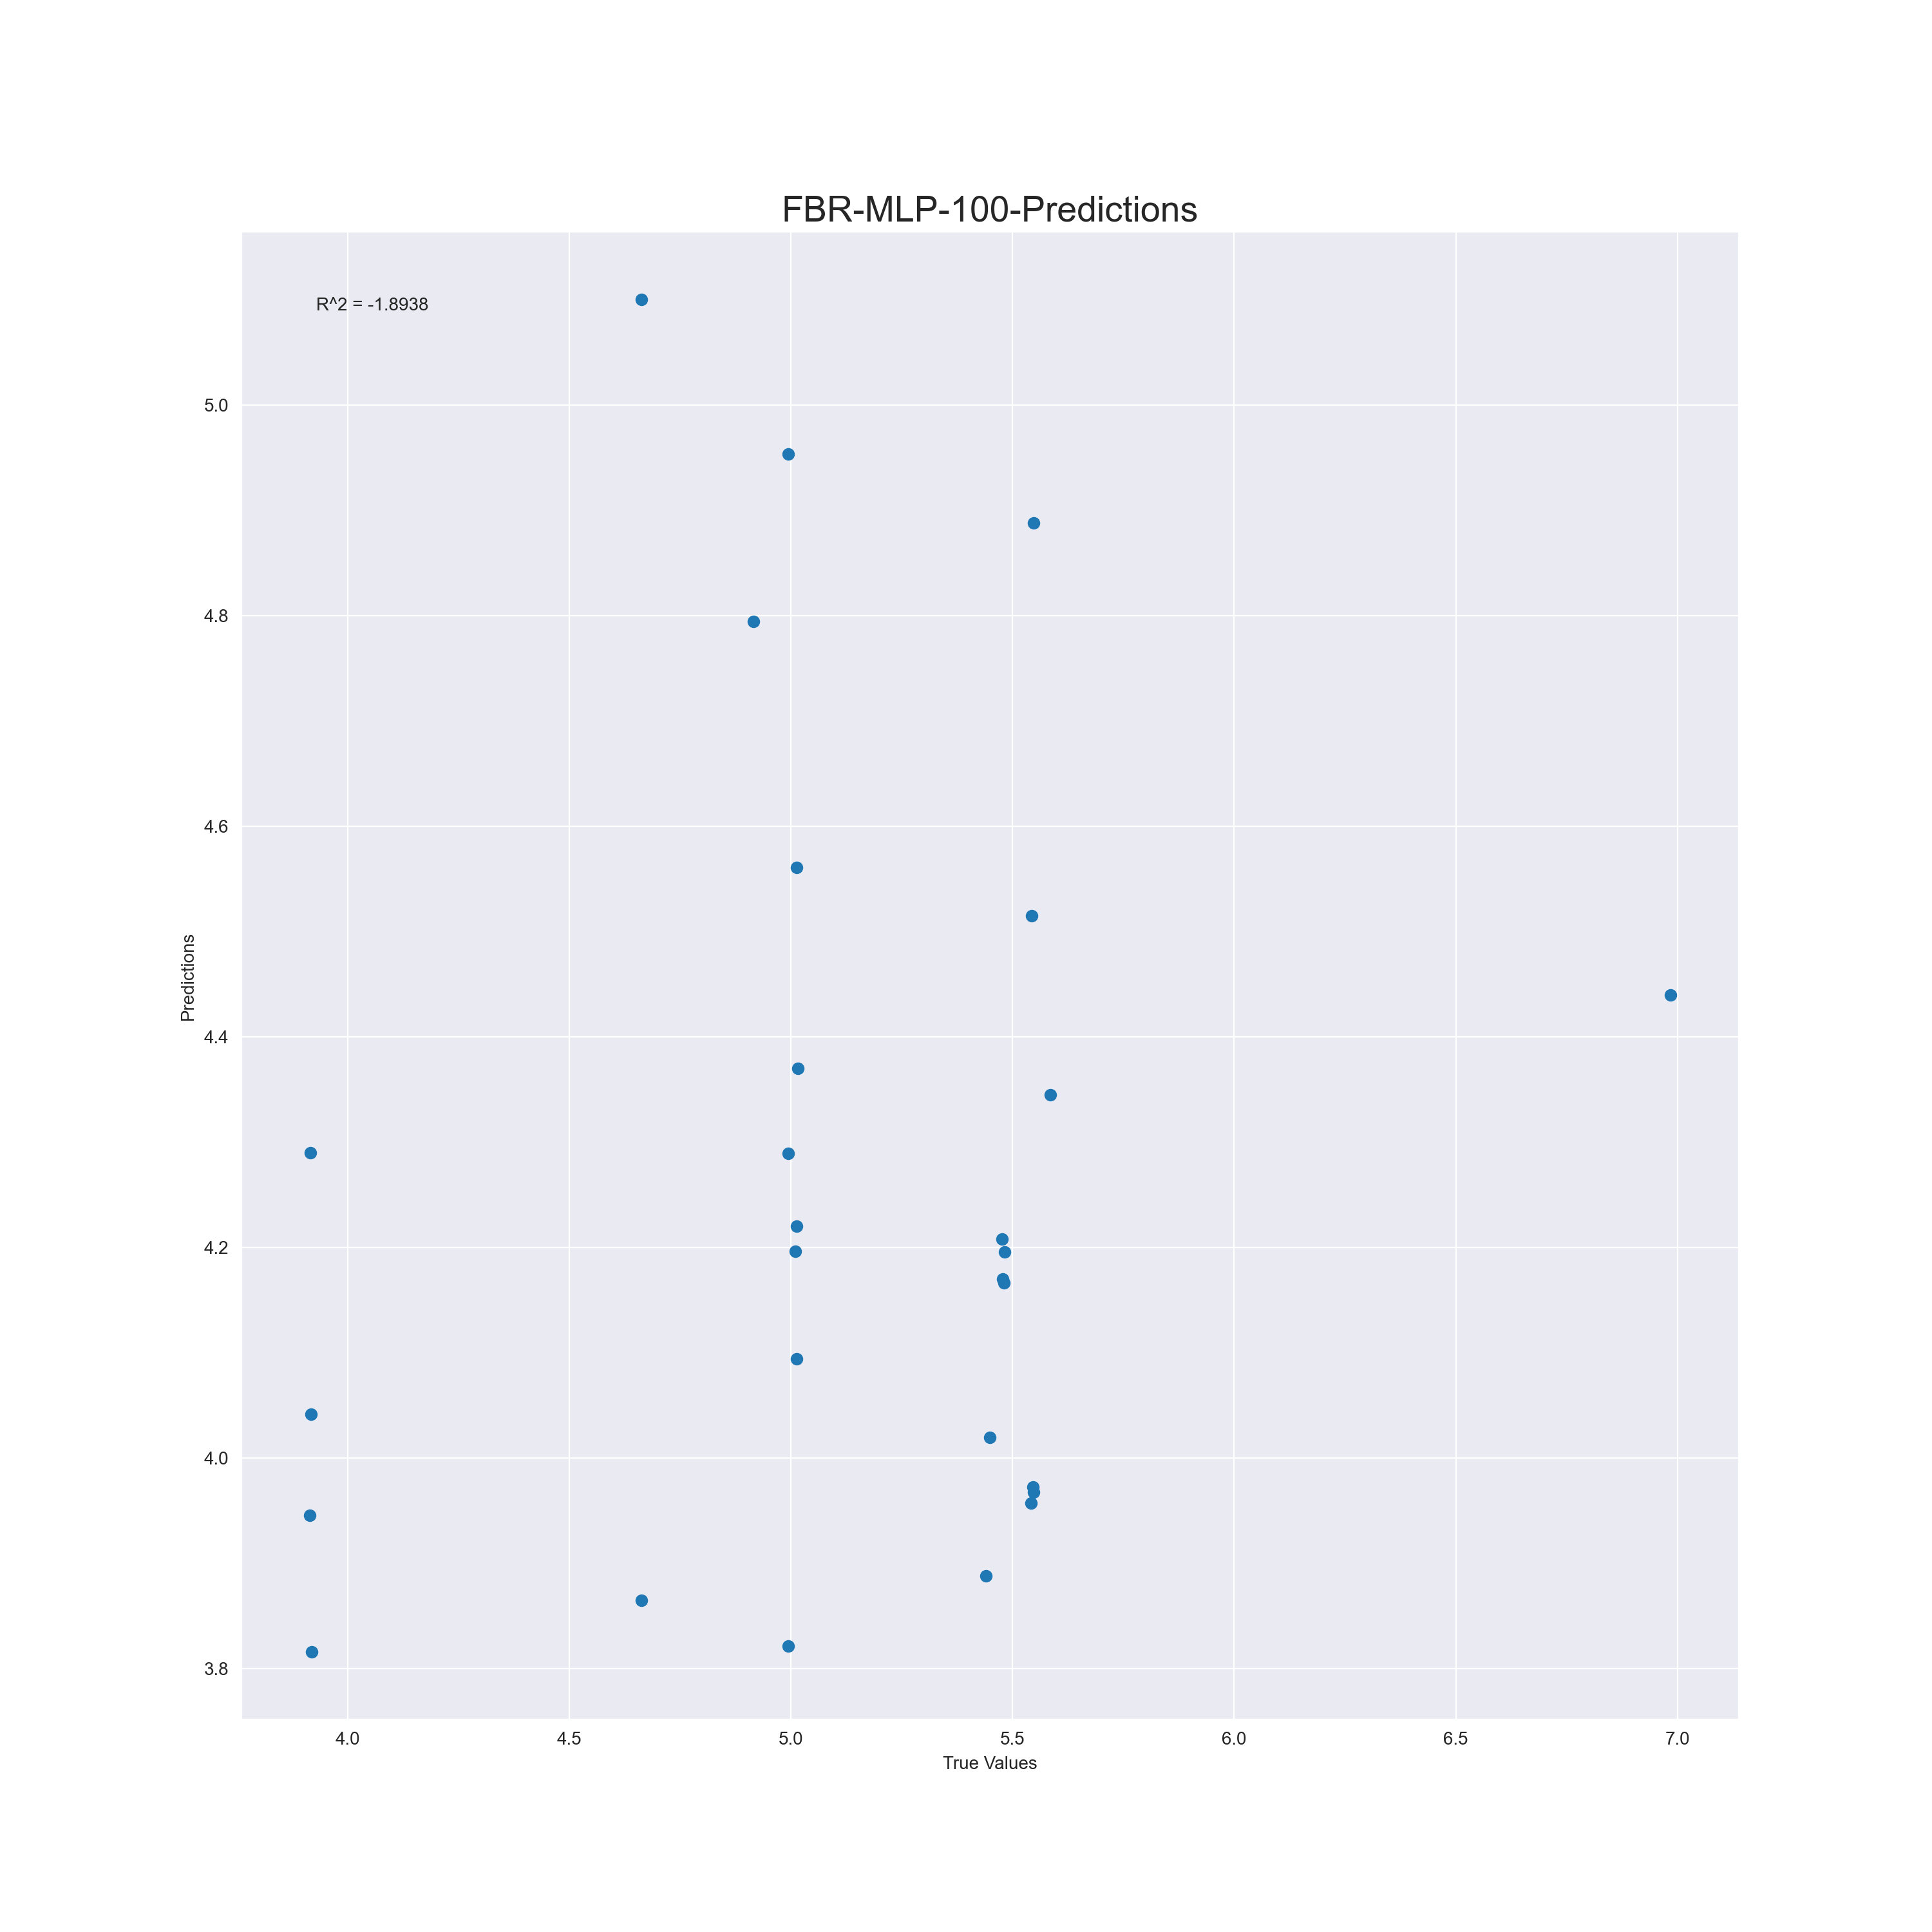 FBR-MLP-100-Predictions
R^2 = -1.8938
5.0
4.8
4.6
4.4
4.2
4.0
3.8
Predictions
4.0 4.5 5.0 5.5 6.0 6.5 7.0
True Values